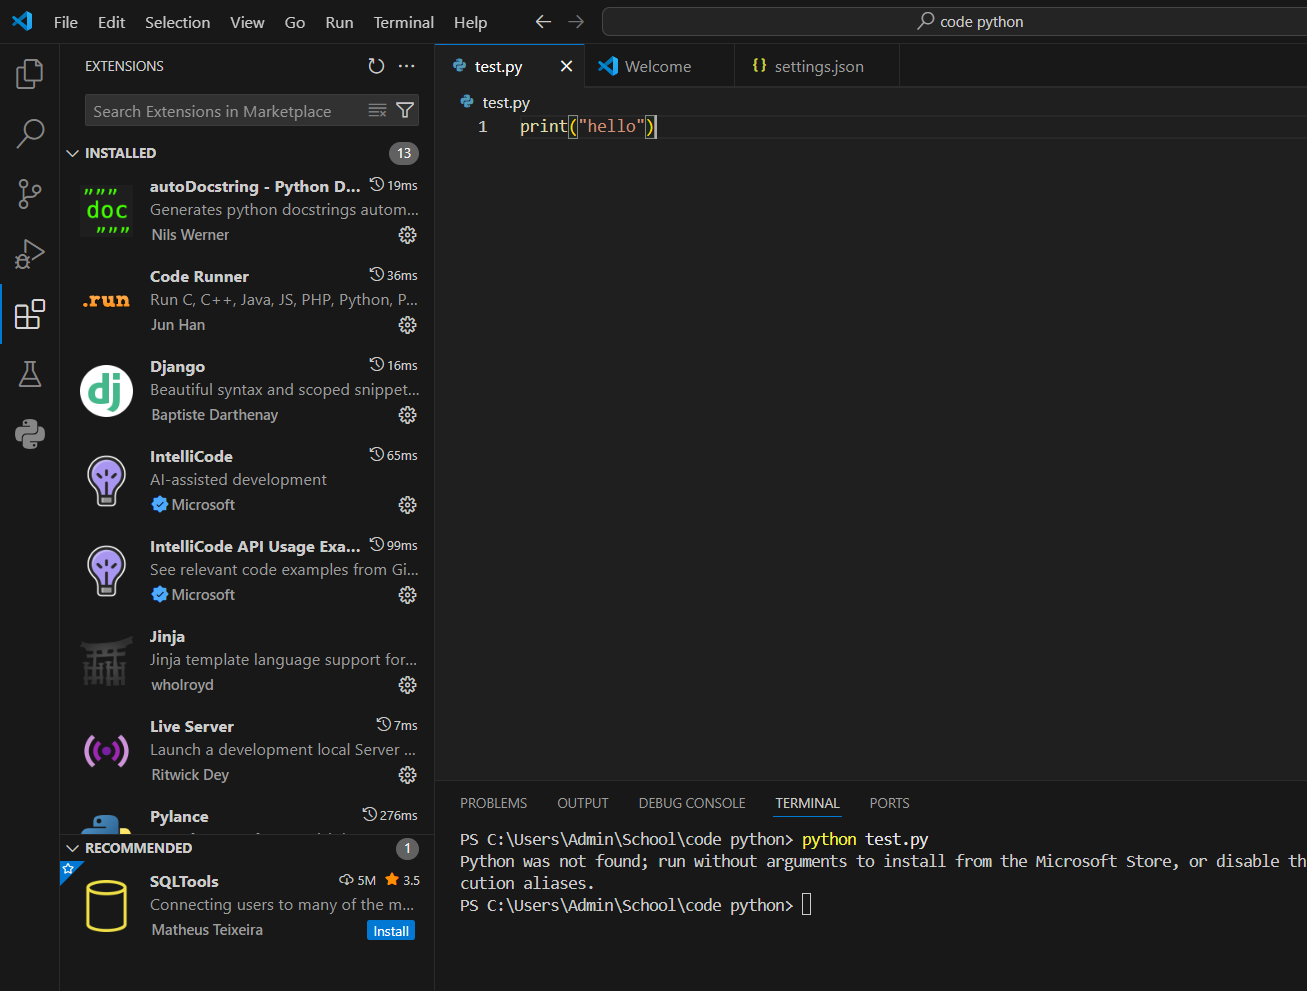 File Edit Selection View Go Run Terminal Help
code python
EXTENSIONS
Search Extensions in Marketplace
INSTALLED 13
""" doc """
autoDocstring - Python D... 19ms
Generates python docstrings autom...
Nils Werner
.run
Code Runner 36ms
Run C, C++, Java, JS, PHP, Python, P...
Jun Han
dj
Django 16ms
Beautiful syntax and scoped snippet...
Baptiste Darthenay
IntelliCode 65ms
AI-assisted development
Microsoft
IntelliCode API Usage Exa... 99ms
See relevant code examples from Gi...
Microsoft
Jinja
Jinja template language support for...
wholroyd
Live Server 7ms
Launch a development local Server ...
Ritwick Dey
Pylance 276ms
RECOMMENDED 1
SQLTools 5M 3.5
Connecting users to many of the m...
Matheus Teixeira Install
test.py Welcome {} settings.json
test.py
1 print("hello")
PROBLEMS OUTPUT DEBUG CONSOLE TERMINAL PORTS
PS C:\Users\Admin\School\code python> python test.py
Python was not found; run without arguments to install from the Microsoft Store, or disable th
cution aliases.
PS C:\Users\Admin\School\code python>